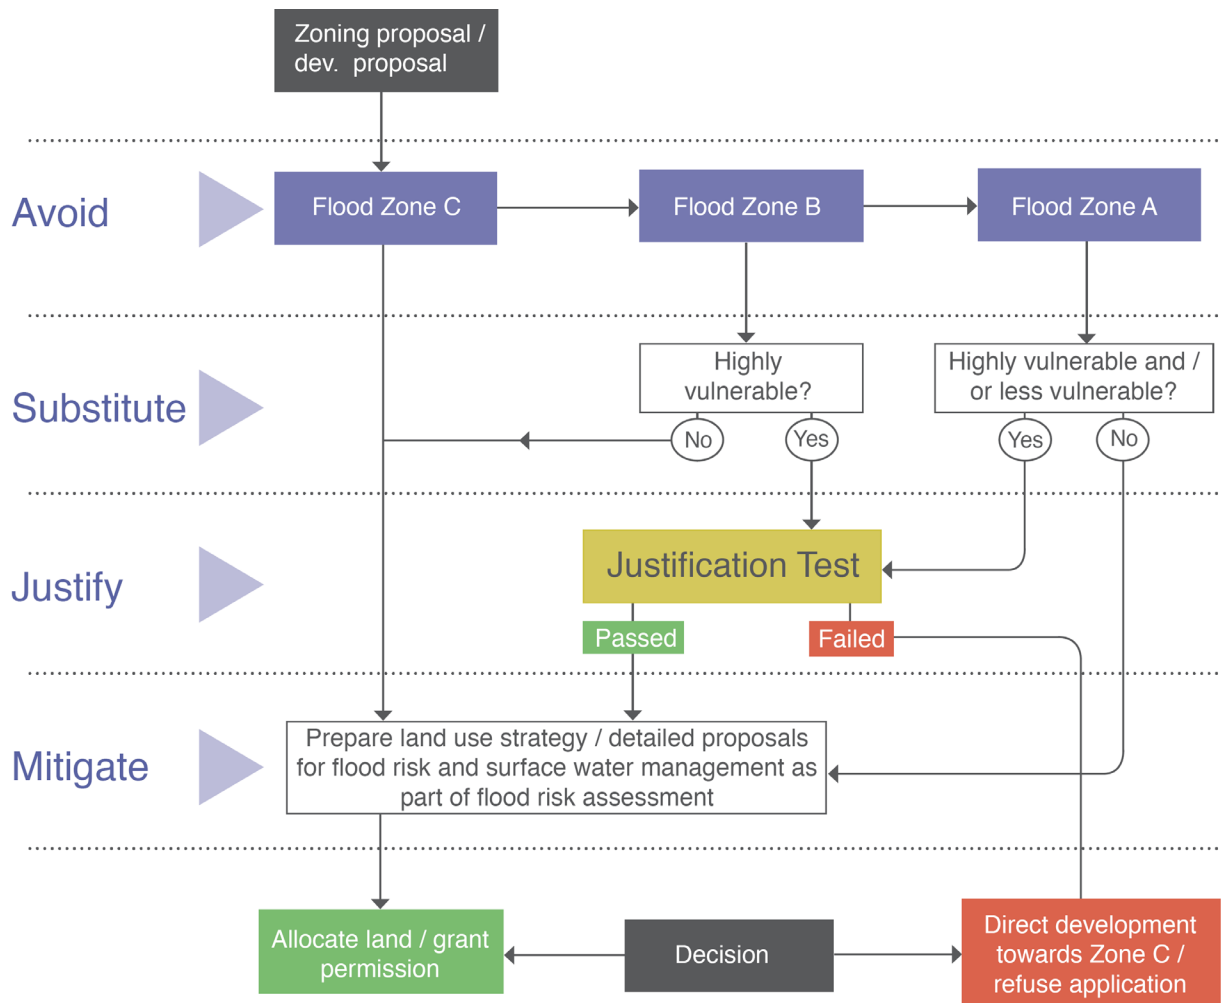 Zoning proposal /
dev. proposal
Avoid
Flood Zone C
Flood Zone B
Flood Zone A
Substitute
Highly
vulnerable?
Highly vulnerable and /
or less vulnerable?
No
Yes
Yes
No
Justify
Justification Test
Passed
Failed
Mitigate
Prepare land use strategy / detailed proposals
for flood risk and surface water management as
part of flood risk assessment
Allocate land / grant
permission
Decision
Direct development
towards Zone C /
refuse application